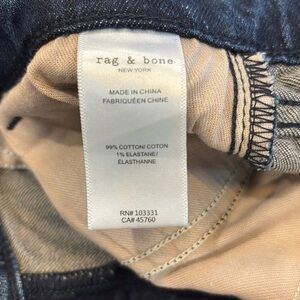 rag & bone
NEW YORK
MADE IN CHINA
FABRIQUÉEN CHINE
99% COTTON/COTON
1% ELASTANE/
ÉLASTHANNE
RN# 103331
CA# 45760